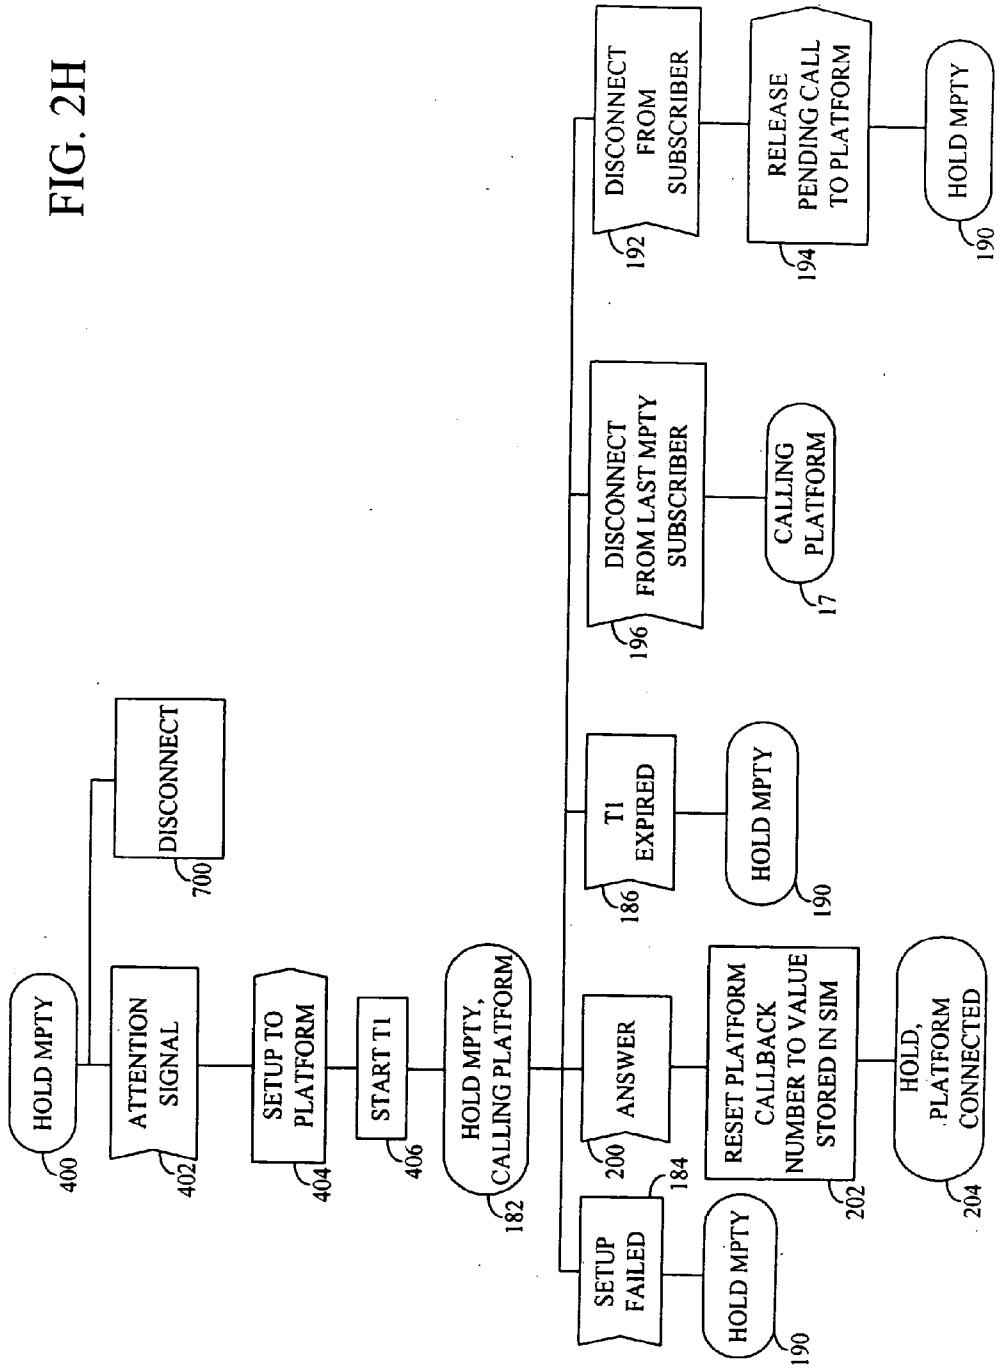 FIG. 2H
HOLD MPTY
400
ATTENTION
SIGNAL
402
DISCONNECT
700
SETUP TO
PLATFORM
404
START T1
406
HOLD MPTY,
CALLING PLATFORM
182
SETUP
FAILED
184
HOLD MPTY
190
ANSWER
200
RESET PLATFORM
CALLBACK
NUMBER TO VALUE
STORED IN SIM
202
HOLD,
PLATFORM
CONNECTED
204
T1
EXPIRED
186
HOLD MPTY
190
DISCONNECT
FROM LAST MPTY
SUBSCRIBER
196
CALLING
PLATFORM
17
DISCONNECT
FROM
SUBSCRIBER
192
RELEASE
PENDING CALL
TO PLATFORM
194
HOLD MPTY
190